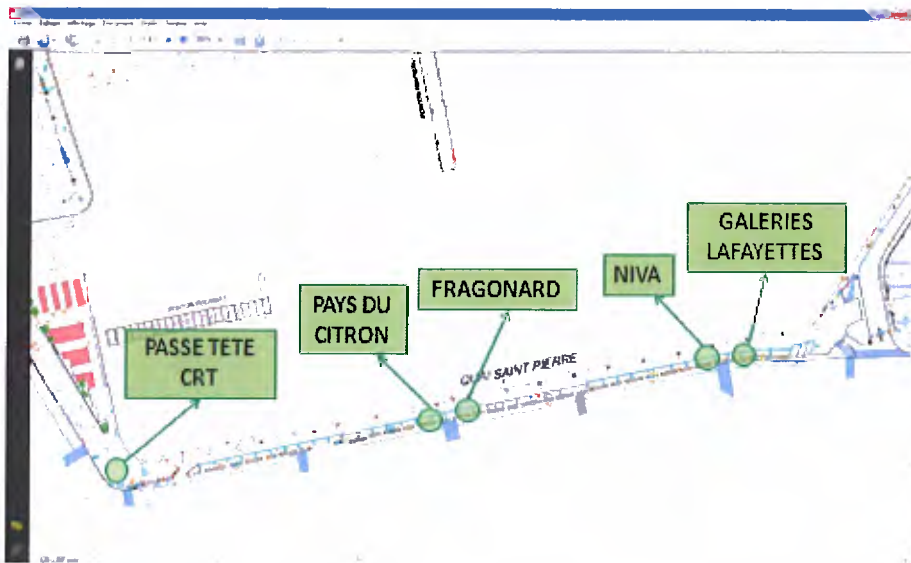 GALERIES
LAFAYETTES
NIVA
FRAGONARD
PAYS DU
CITRON
PASSE TETE
CRT
QUAI SAINT PIERRE